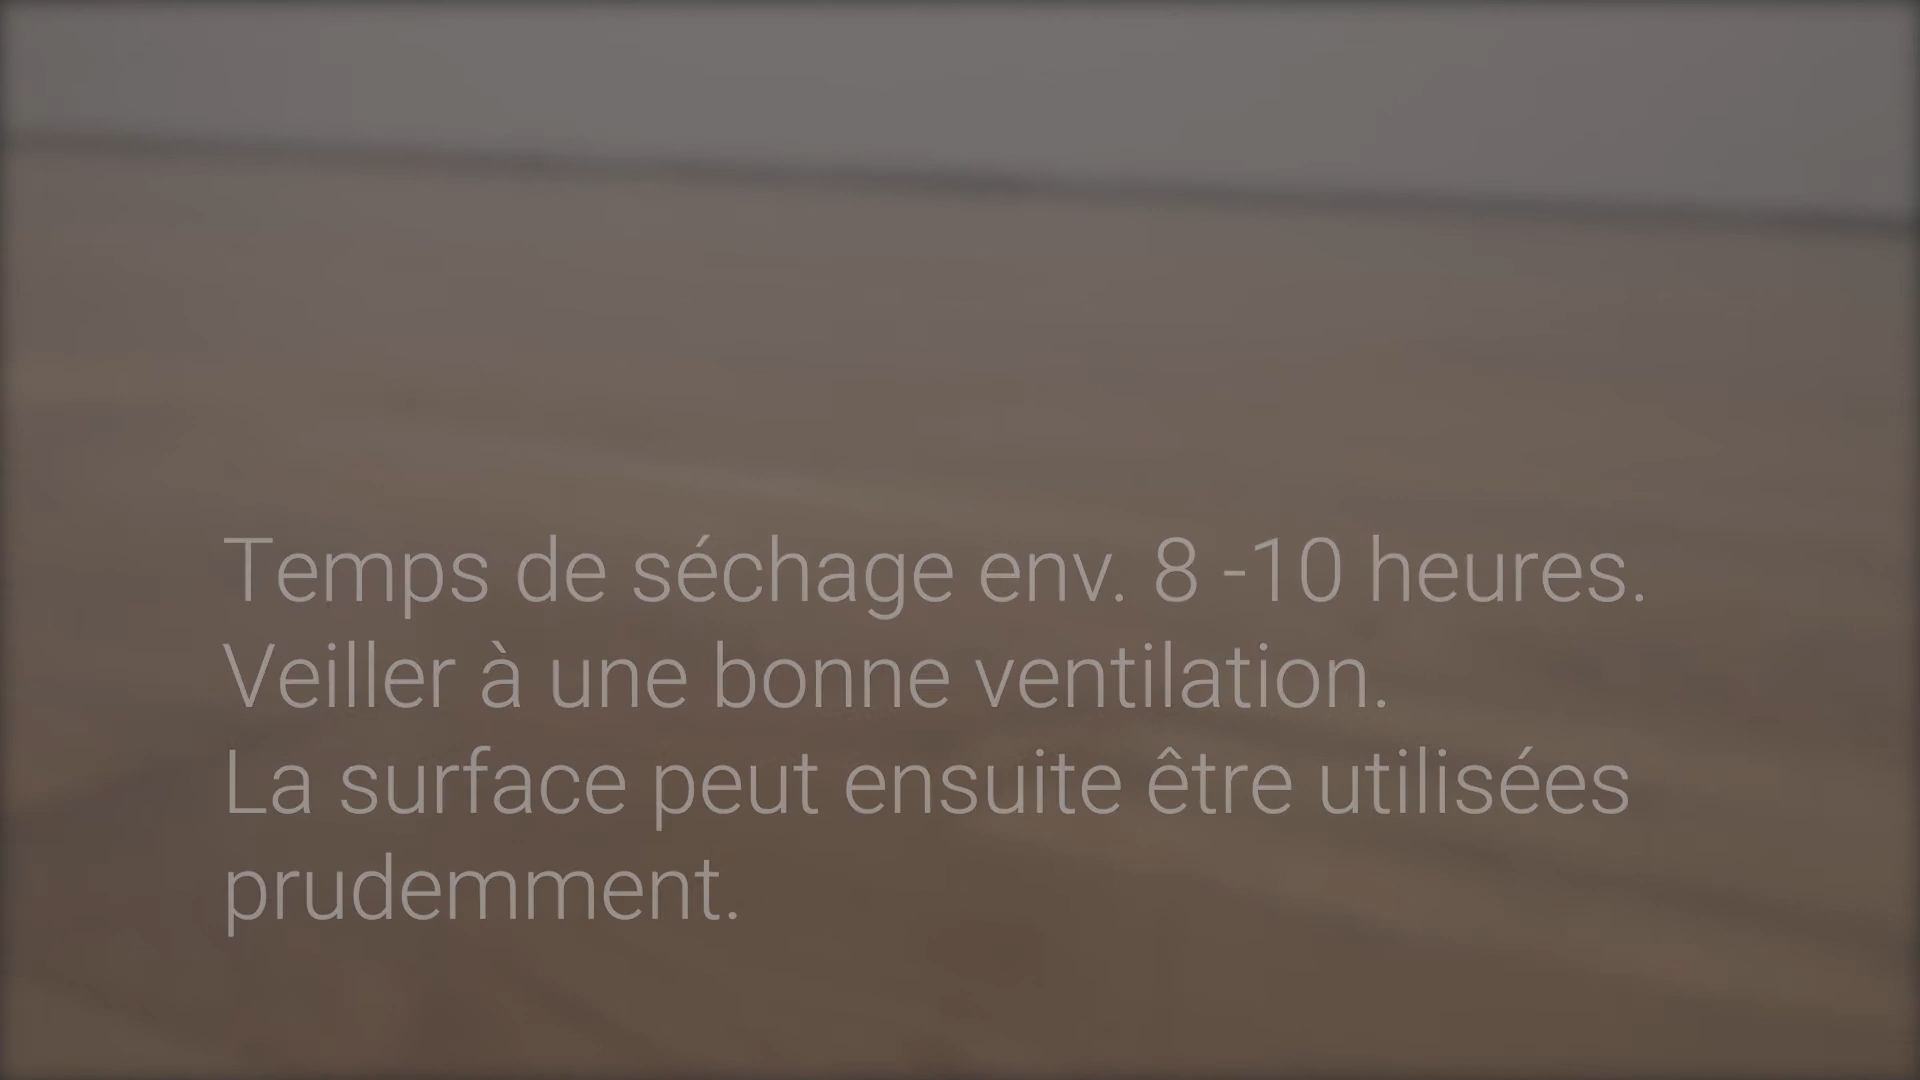 Temps de séchage env. 8 -10 heures.
Veiller à une bonne ventilation.
La surface peut ensuite être utilisées
prudemment.